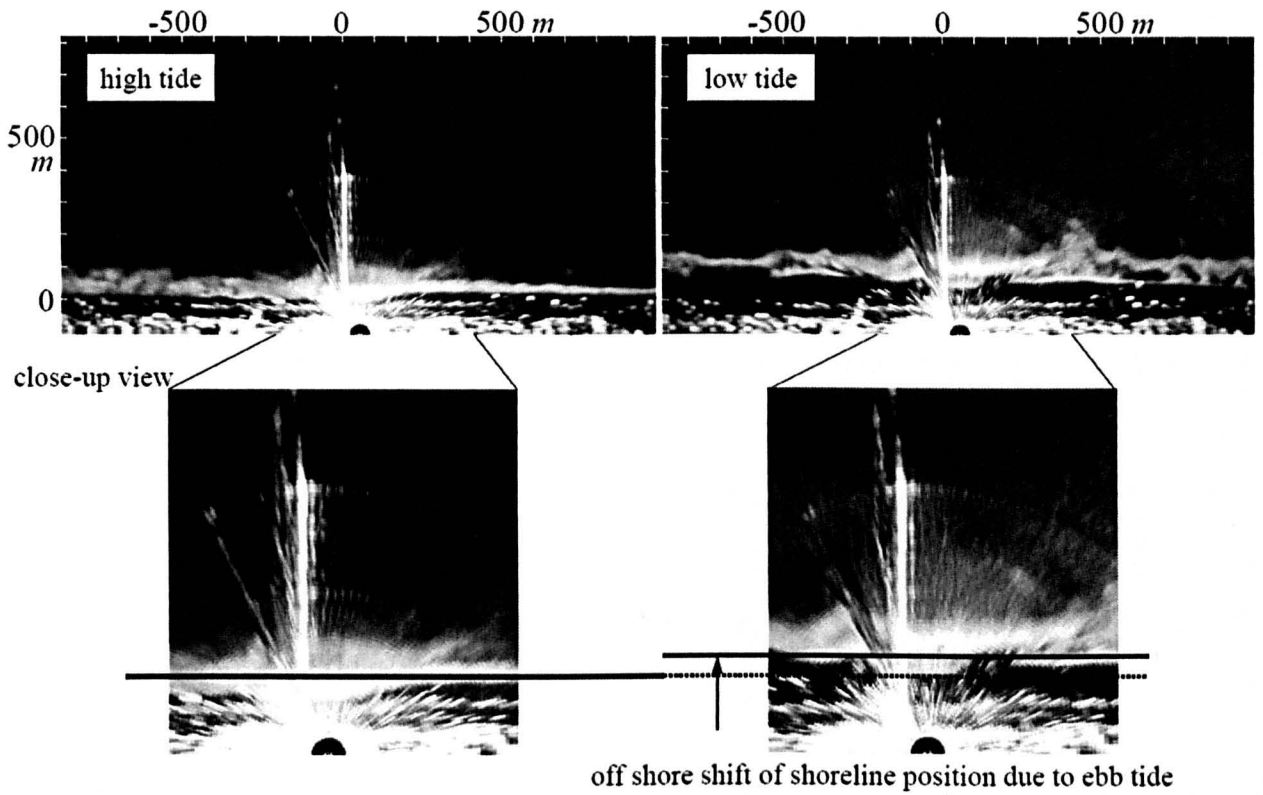 -500 0 500 m
-500 0 500 m
high tide
low tide
500
m
0
close-up view
off shore shift of shoreline position due to ebb tide